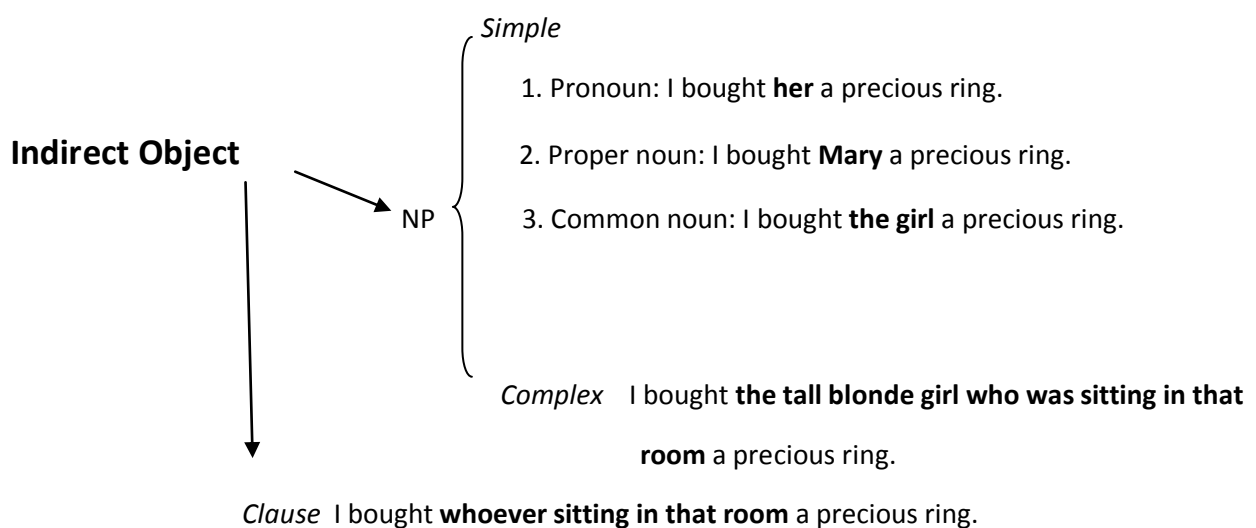 Simple
1. Pronoun: I bought her a precious ring.
Indirect Object
2. Proper noun: I bought Mary a precious ring.
NP
3. Common noun: I bought the girl a precious ring.
Complex I bought the tall blonde girl who was sitting in that
room a precious ring.
Clause I bought whoever sitting in that room a precious ring.